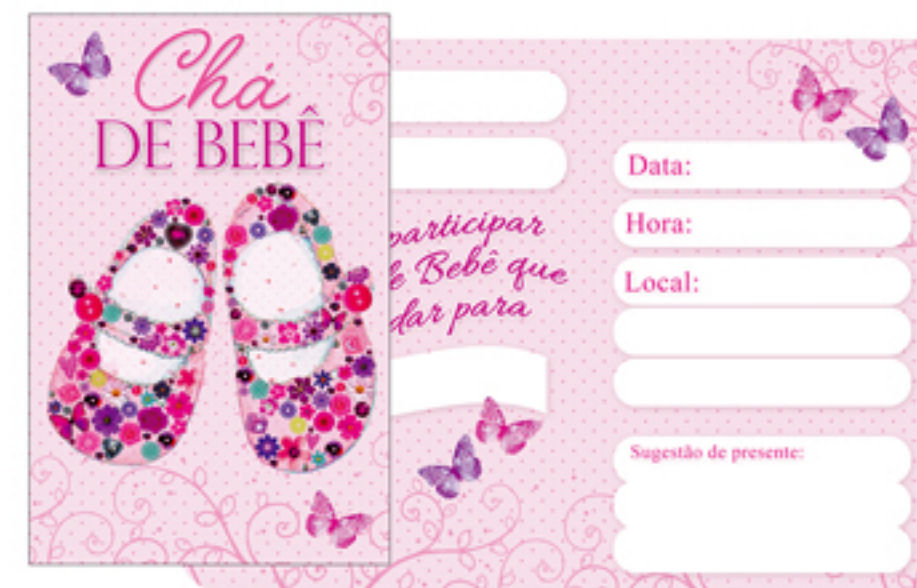 Chá
DE BEBÊ
participar
Bebê que
dar para
Data:
Hora:
Local:
Sugestão de presente: